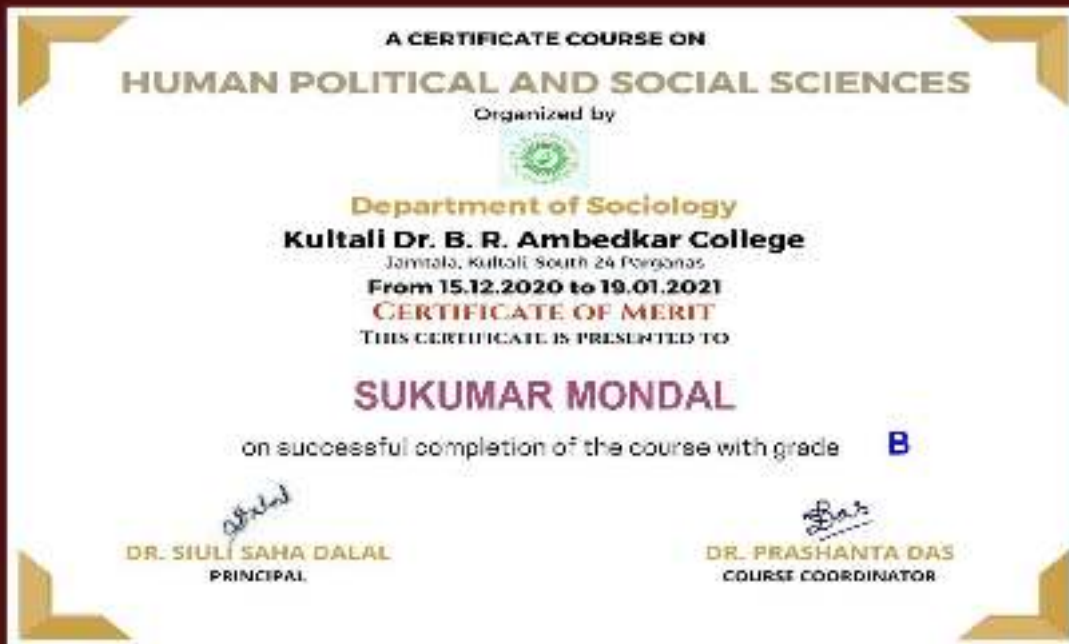 A CERTIFICATE COURSE ON
HUMAN POLITICAL AND SOCIAL SCIENCES
Organized by
Department of Sociology
Kultali Dr. B. R. Ambedkar College
Jamtala, Kultali, South 24 Parganas
From 15.12.2020 to 19.01.2021
CERTIFICATE OF MERIT
THIS CERTIFICATE IS PRESENTED TO
SUKUMAR MONDAL
on successful completion of the course with grade B
DR. SIULI SAHA DALAL
PRINCIPAL
Das
DR. PRASHANTA DAS
COURSE COORDINATOR